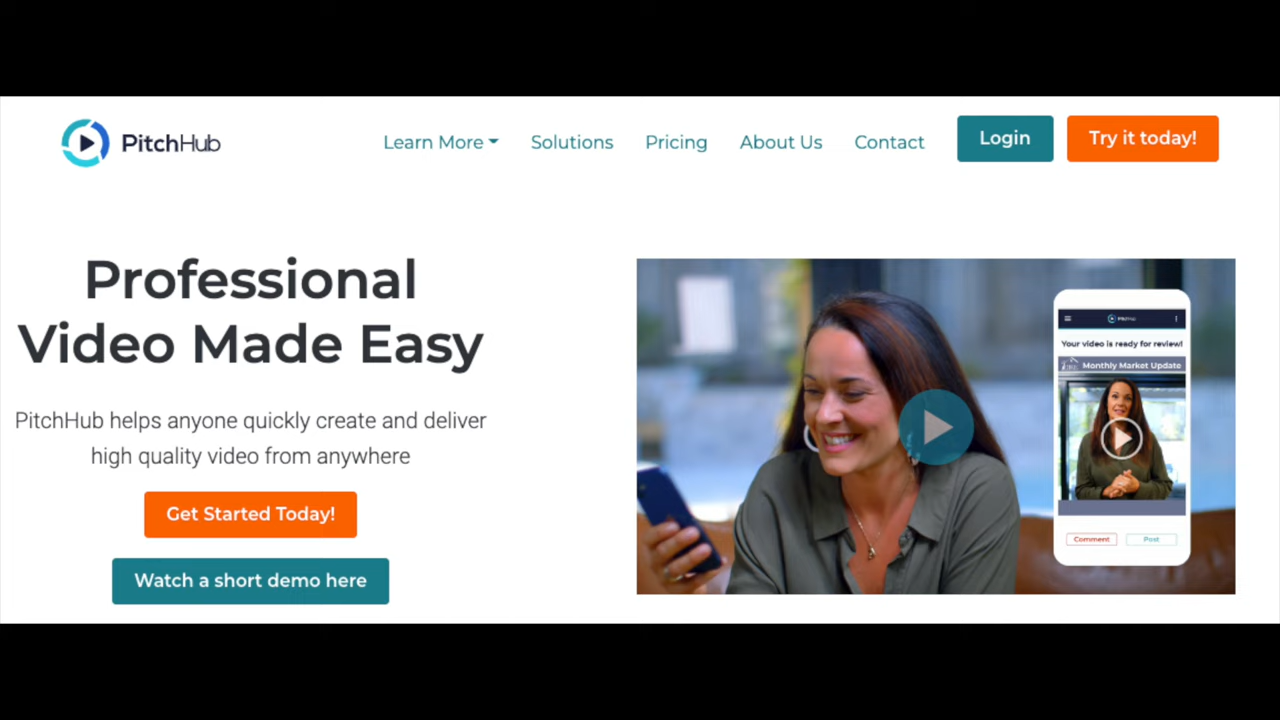 PitchHub
Learn More
Solutions
Pricing
About Us
Contact
Login
Try it today!
Professional
Video Made Easy
PitchHub helps anyone quickly create and deliver
high quality video from anywhere
Get Started Today!
Watch a short demo here
PitchHub
Your video is ready for review!
Monthly Market Update
Comment
Post